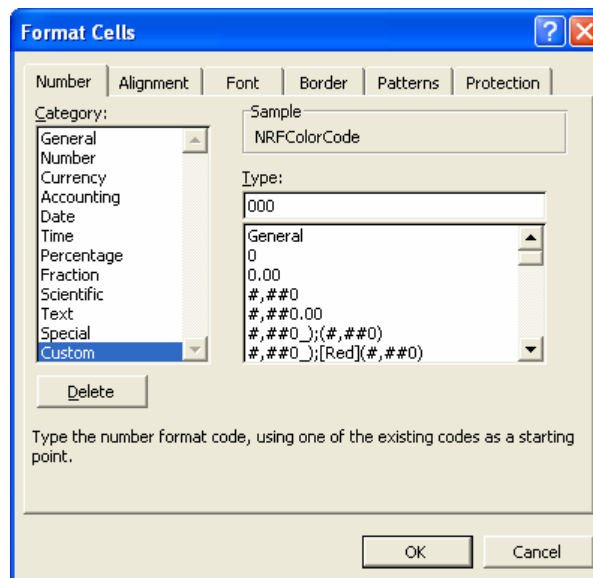 Format Cells
Number Alignment Font Border Patterns Protection
Category:
General
Number
Currency
Accounting
Date
Time
Percentage
Fraction
Scientific
Text
Special
Custom
Sample
NRFColorCode
Type:
000
General
0
0.00
#,##0
#,##0.00
#,##0_);(#,##0)
#,##0_);[Red](#,##0)
Delete
Type the number format code, using one of the existing codes as a starting
point.
OK Cancel